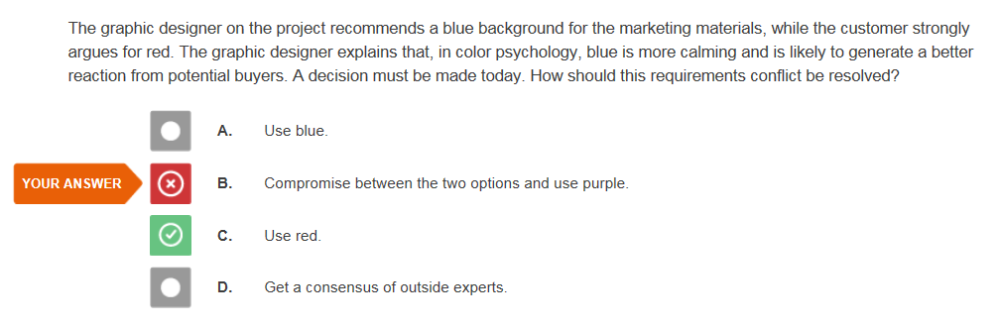 The graphic designer on the project recommends a blue background for the marketing materials, while the customer strongly
argues for red. The graphic designer explains that, in color psychology, blue is more calming and is likely to generate a better
reaction from potential buyers. A decision must be made today. How should this requirements conflict be resolved?
A. Use blue.
YOUR ANSWER B. Compromise between the two options and use purple.
C. Use red.
D. Get a consensus of outside experts.